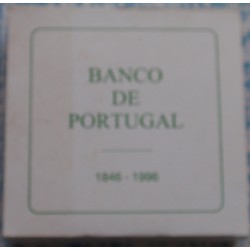 BANCO
DE
PORTUGAL
1846 - 1996